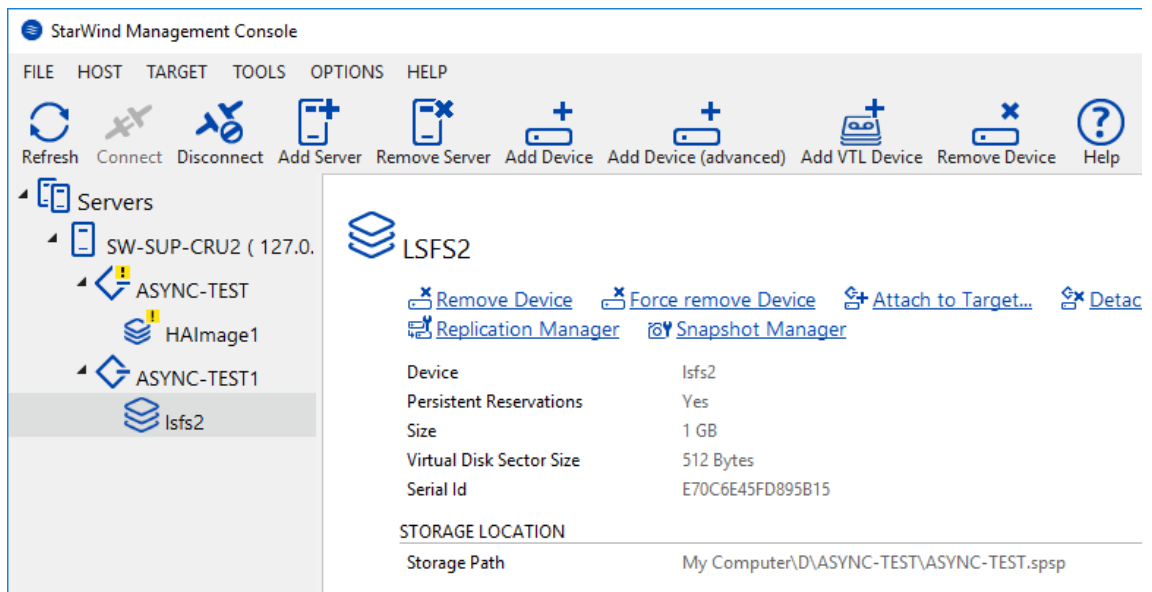 StarWind Management Console
FILE HOST TARGET TOOLS OPTIONS HELP
Refresh Connect Disconnect Add Server Remove Server Add Device Add Device (advanced) Add VTL Device Remove Device Help
Servers
SW-SUP-CRU2 ( 127.0.
ASYNC-TEST
HAImage1
ASYNC-TEST1
lsfs2
LSFS2
Remove Device Force remove Device Attach to Target... Detac
Replication Manager Snapshot Manager
Device lsfs2
Persistent Reservations Yes
Size 1 GB
Virtual Disk Sector Size 512 Bytes
Serial Id E70C6E45FD895B15
STORAGE LOCATION
Storage Path My Computer\D\ASYNC-TEST\ASYNC-TEST.spsp